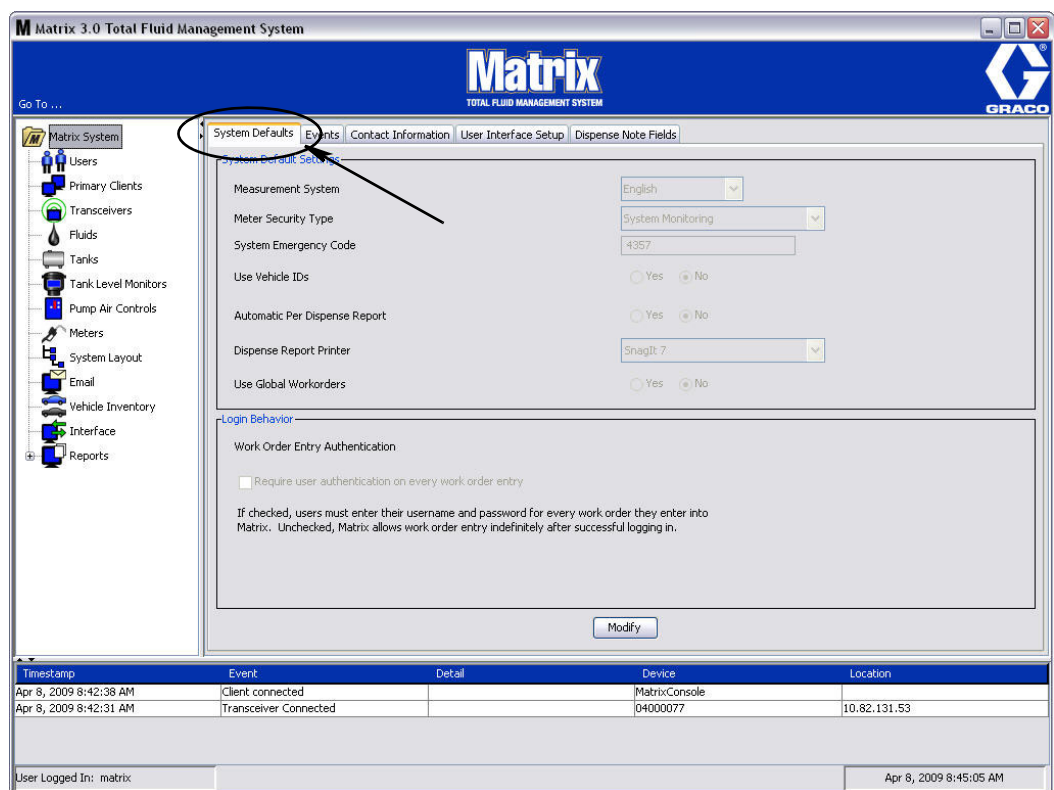 Matrix 3.0 Total Fluid Management System
Matrix
TOTAL FLUID MANAGEMENT SYSTEM
Go To ...
GRACO
Matrix System
Users
Primary Clients
Transceivers
Fluids
Tanks
Tank Level Monitors
Pump Air Controls
Meters
System Layout
Email
Vehicle Inventory
Interface
Reports
System Defaults Events Contact Information User Interface Setup Dispense Note Fields
System Default Settings
Measurement System English
Meter Security Type System Monitoring
System Emergency Code 4357
Use Vehicle IDs Yes No
Automatic Per Dispense Report Yes No
Dispense Report Printer SnagIt 7
Use Global Workorders Yes No
Login Behavior
Work Order Entry Authentication
Require user authentication on every work order entry
If checked, users must enter their username and password for every work order they enter into
Matrix. Unchecked, Matrix allows work order entry indefinitely after successful logging in.
Modify
Timestamp Event Detail Device Location
Apr 8, 2009 8:42:38 AM Client connected MatrixConsole
Apr 8, 2009 8:42:31 AM Transceiver Connected 04000077 10.82.131.53
User Logged In: matrix Apr 8, 2009 8:45:05 AM